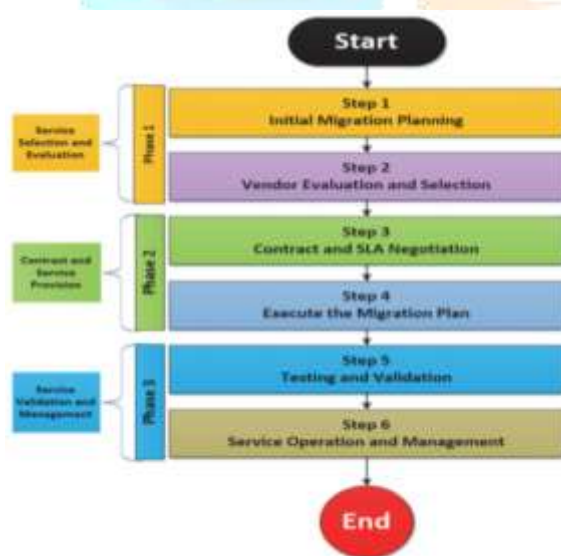 Start
Step 1
Initial Migration Planning
Service
Selection and
Evaluation
Phase 1
Step 2
Vendor Evaluation and Selection
Step 3
Contract and SLA Negotiation
Contract and
Service
Provision
Phase 2
Step 4
Execute the Migration Plan
Step 5
Testing and Validation
Service
Validation and
Management
Phase 3
Step 6
Service Operation and Management
End